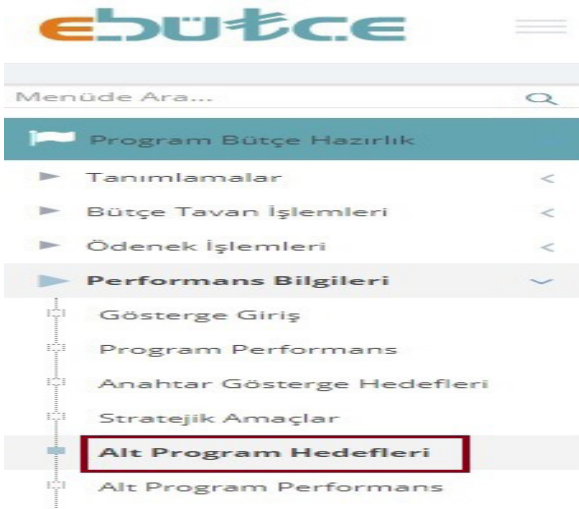 ebütçe
Menüde Ara...
Program Bütçe Hazırlık
Tanımlamalar
Bütçe Tavan İşlemleri
Ödenek İşlemleri
Performans Bilgileri
Gösterge Giriş
Program Performans
Anahtar Gösterge Hedefleri
Stratejik Amaçlar
Alt Program Hedefleri
Alt Program Performans